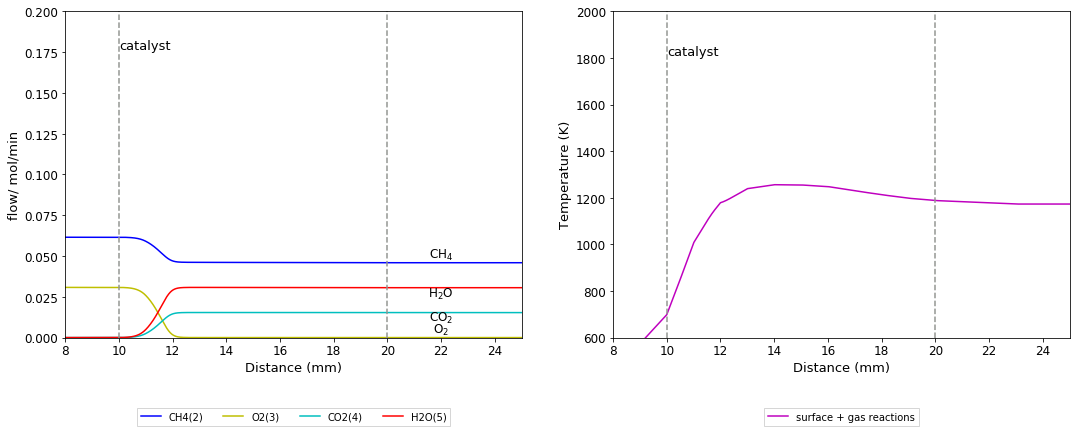 0.200
0.175
0.150
0.125
0.100
0.075
0.050
0.025
0.000
flow/ mol/min
catalyst
CH₄
H₂O
CO₂
O₂
8 10 12 14 16 18 20 22 24
Distance (mm)
CH4(2) O2(3) CO2(4) H2O(5)
2000
1800
1600
1400
1200
1000
800
600
Temperature (K)
catalyst
8 10 12 14 16 18 20 22 24
Distance (mm)
surface + gas reactions